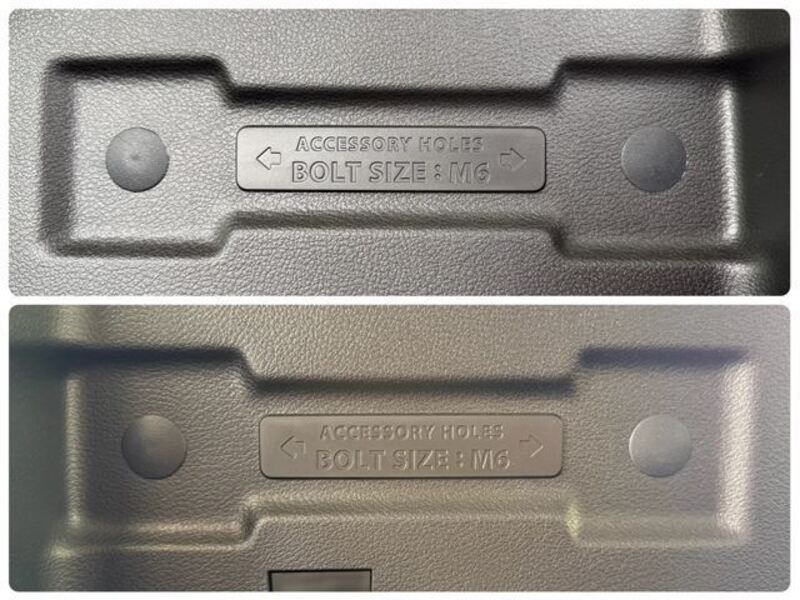 ACCESSORY HOLES
BOLT SIZE : M6
ACCESSORY HOLES
BOLT SIZE : M6